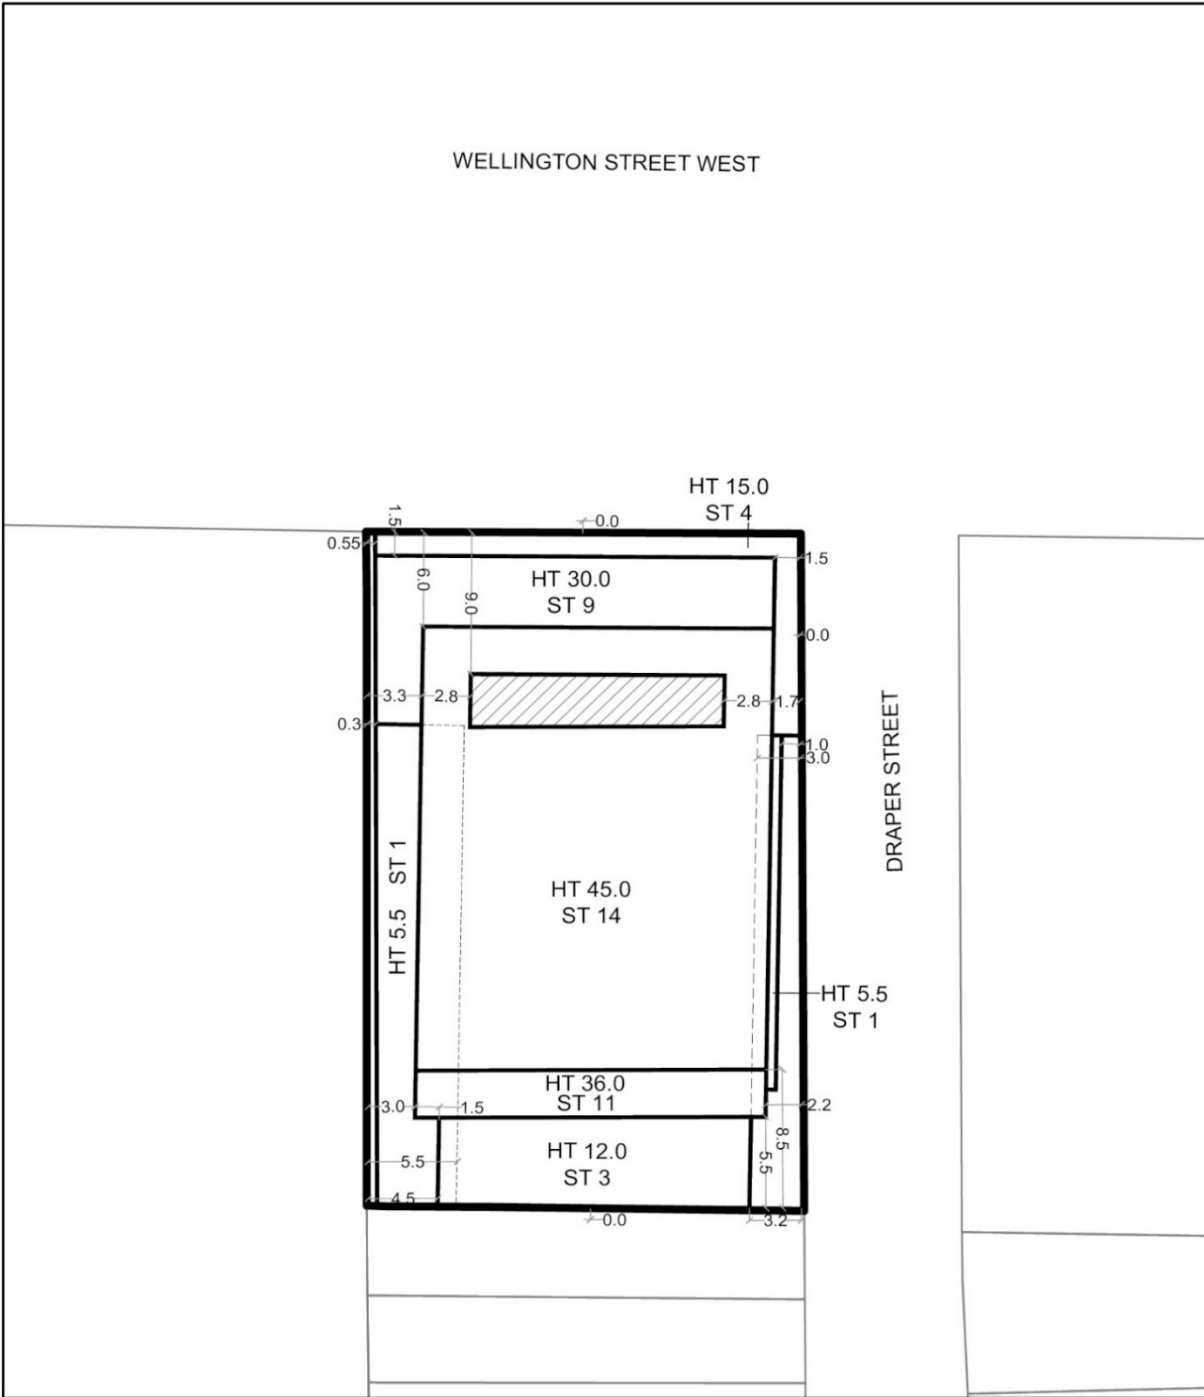 WELLINGTON STREET WEST
HT 15.0
ST 4
0.0
1.5
0.55
1.5
6.0
9.0
HT 30.0
ST 9
0.0
3.3
2.8
2.8
1.7
0.3
1.0
3.0
DRAPER STREET
HT 5.5 ST 1
HT 45.0
ST 14
HT 5.5
ST 1
HT 36.0
ST 11
3.0
1.5
2.2
8.5
5.5
HT 12.0
ST 3
5.5
4.5
0.0
3.2